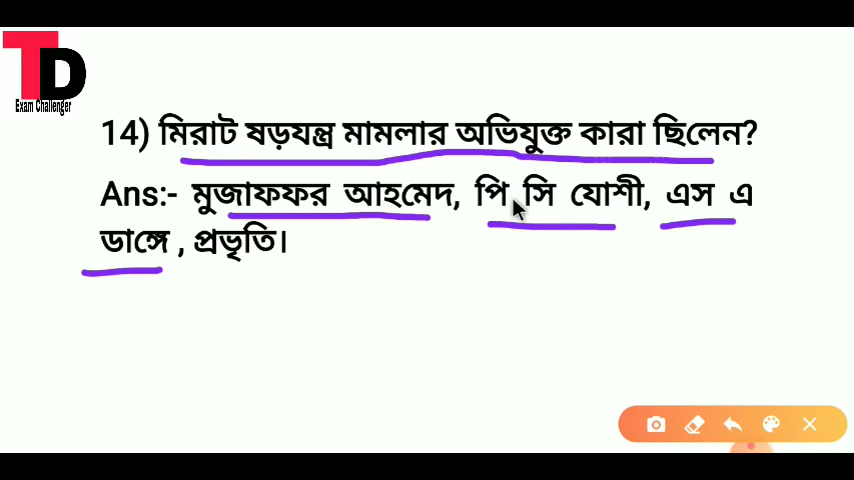 TD
Exam Challenger
14) মিরাট ষড়যন্ত্র মামলার অভিযুক্ত কারা ছিলেন?
Ans:- মুজাফফর আহমেদ, পি সি যোশী, এস এ
ডাঙ্গে , প্রভৃতি।